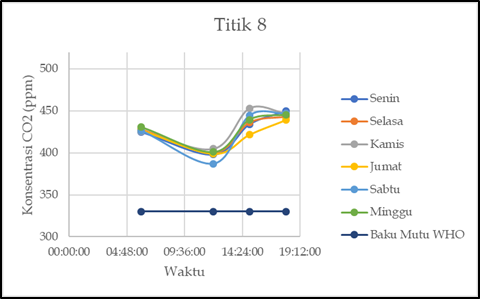 Titik 8
Konsentrasi CO2 (ppm)
500
450
400
350
300
00:00:00 04:48:00 09:36:00 14:24:00 19:12:00
Waktu
Senin
Selasa
Kamis
Jumat
Sabtu
Minggu
Baku Mutu WHO